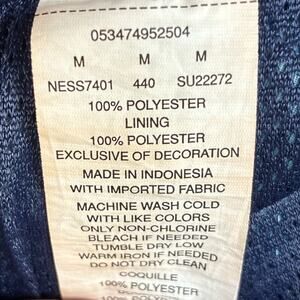 053474952504
M M M
NESS7401 440 SU22272
100% POLYESTER
LINING
100% POLYESTER
EXCLUSIVE OF DECORATION
MADE IN INDONESIA
WITH IMPORTED FABRIC
MACHINE WASH COLD
WITH LIKE COLORS
ONLY NON-CHLORINE
BLEACH IF NEEDED
TUMBLE DRY LOW
WARM IRON IF NEEDED
DO NOT DRY CLEAN
COQUILLE
100% POLYESTER